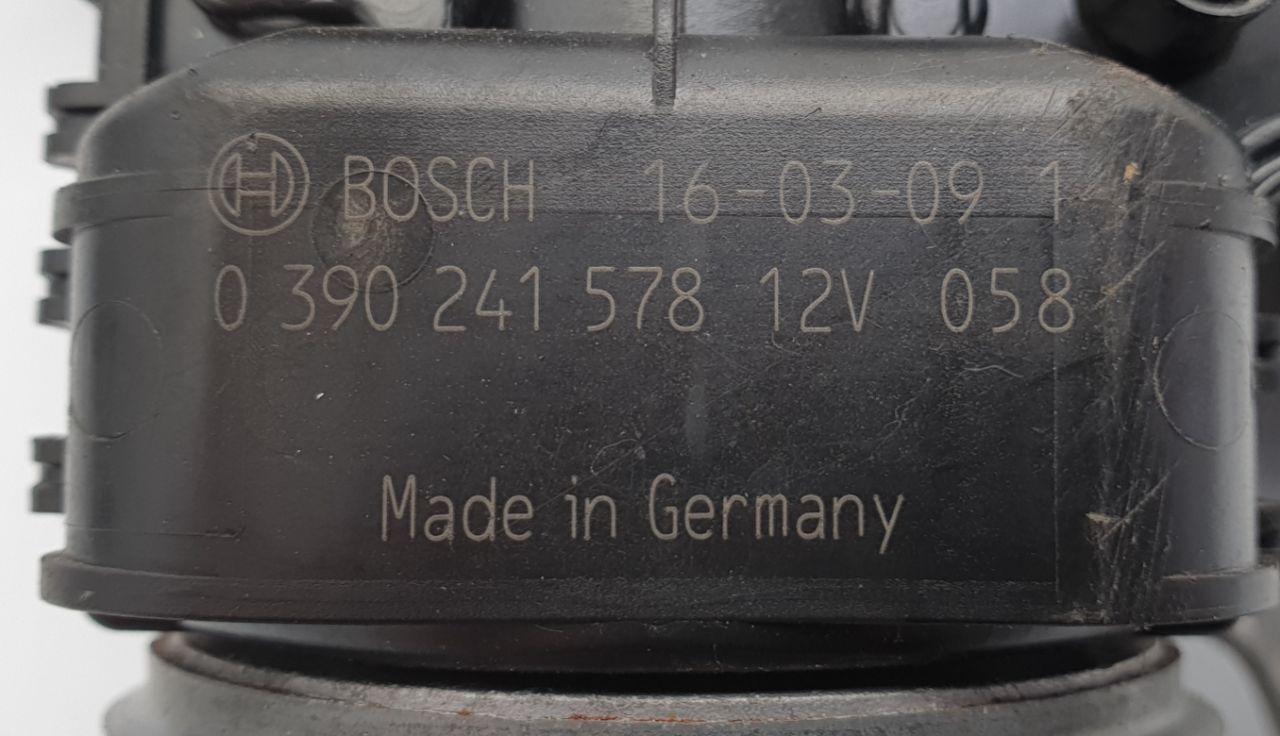 BOSCH 16-03-09 1
0 390 241 578 12V 058
Made in Germany